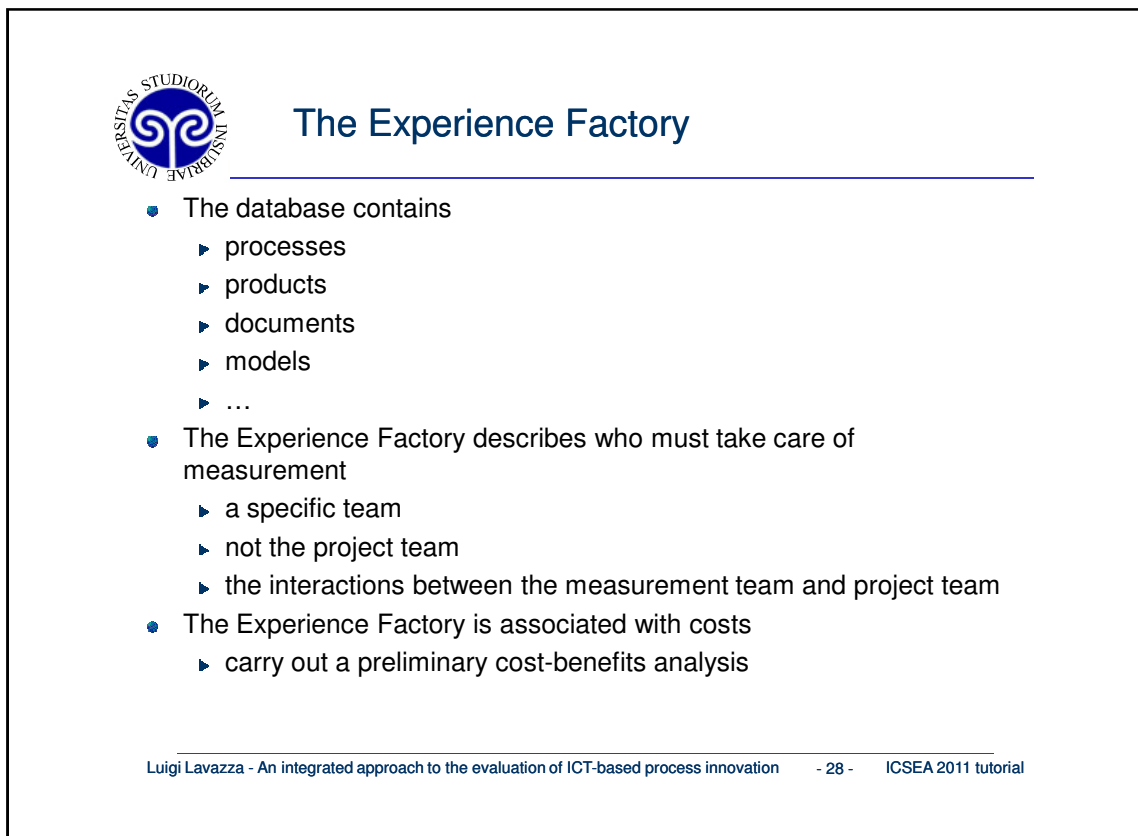 UNIVERSITAS STUDIORUM INSUBRIAE
The Experience Factory
The database contains
processes
products
documents
models
…
The Experience Factory describes who must take care of
measurement
a specific team
not the project team
the interactions between the measurement team and project team
The Experience Factory is associated with costs
carry out a preliminary cost-benefits analysis
Luigi Lavazza - An integrated approach to the evaluation of ICT-based process innovation - 28 - ICSEA 2011 tutorial